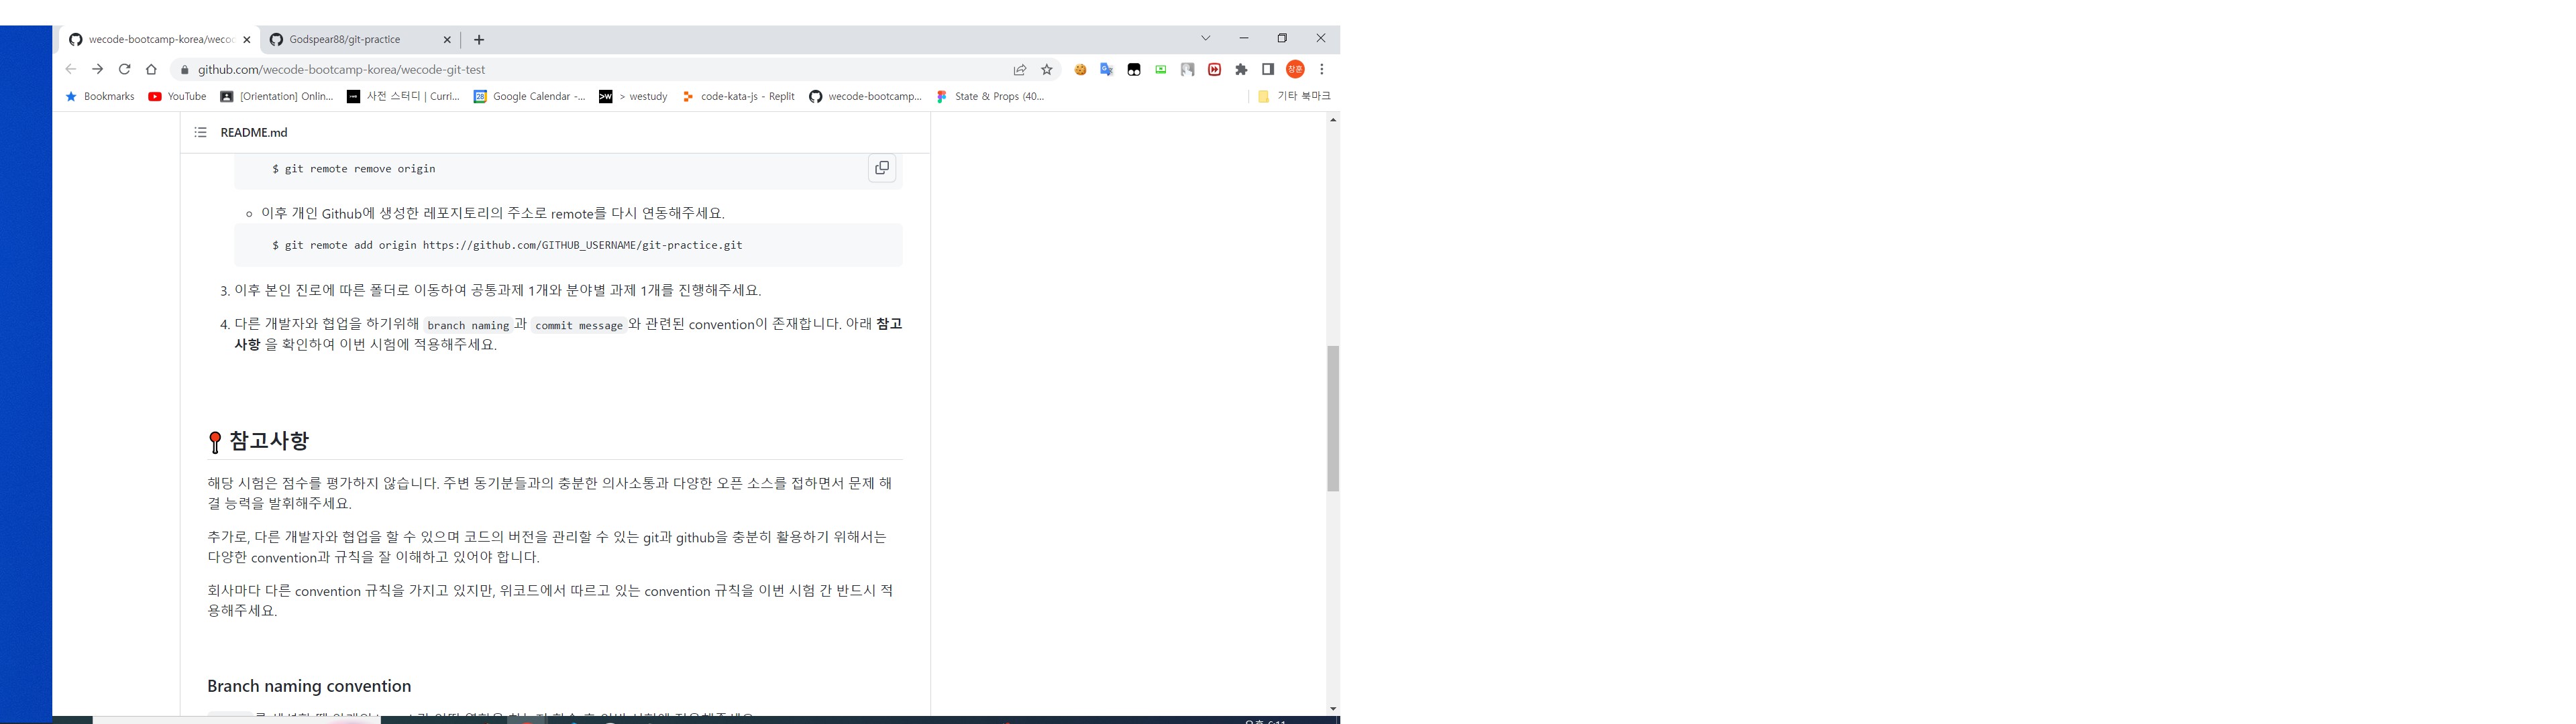 wecode-bootcamp-korea/weco
Godspear88/git-practice
github.com/wecode-bootcamp-korea/wecode-git-test
창훈
Bookmarks
YouTube
[Orientation] Onlin...
사전 스터디 | Curri...
Google Calendar -...
> westudy
code-kata-js - Replit
wecode-bootcamp...
State & Props (40...
기타 북마크
README.md
$ git remote remove origin
이후 개인 Github에 생성한 레포지토리의 주소로 remote를 다시 연동해주세요.
$ git remote add origin https://github.com/GITHUB_USERNAME/git-practice.git
3. 이후 본인 진로에 따른 폴더로 이동하여 공통과제 1개와 분야별 과제 1개를 진행해주세요.
4. 다른 개발자와 협업을 하기위해 branch naming 과 commit message 와 관련된 convention이 존재합니다. 아래 참고
사항 을 확인하여 이번 시험에 적용해주세요.
참고사항
해당 시험은 점수를 평가하지 않습니다. 주변 동기분들과의 충분한 의사소통과 다양한 오픈 소스를 접하면서 문제 해
결 능력을 발휘해주세요.
추가로, 다른 개발자와 협업을 할 수 있으며 코드의 버전을 관리할 수 있는 git과 github을 충분히 활용하기 위해서는
다양한 convention과 규칙을 잘 이해하고 있어야 합니다.
회사마다 다른 convention 규칙을 가지고 있지만, 위코드에서 따르고 있는 convention 규칙을 이번 시험 간 반드시 적
용해주세요.
Branch naming convention